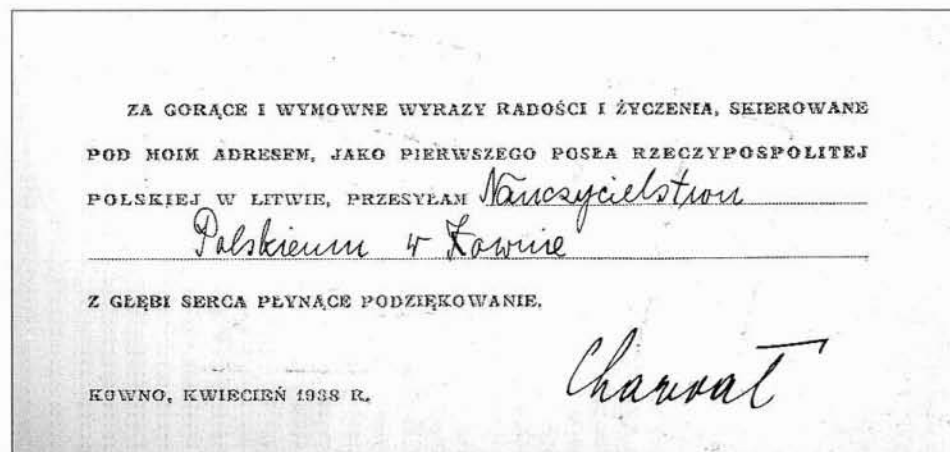 ZA GORĄCE I WYMOWNE WYRAZY RADOŚCI I ŻYCZENIA, SKIEROWANE
POD MOIM ADRESEM, JAKO PIERWSZEGO POSŁA RZECZYPOSPOLITEJ
POLSKIEJ W LITWIE, PRZESYŁAM Nauczycielstwu
Polskiemu w Kownie
Z GŁĘBI SERCA PŁYNĄCE PODZIĘKOWANIE.
Charwat
KOWNO, KWIECIEŃ 1938 R.